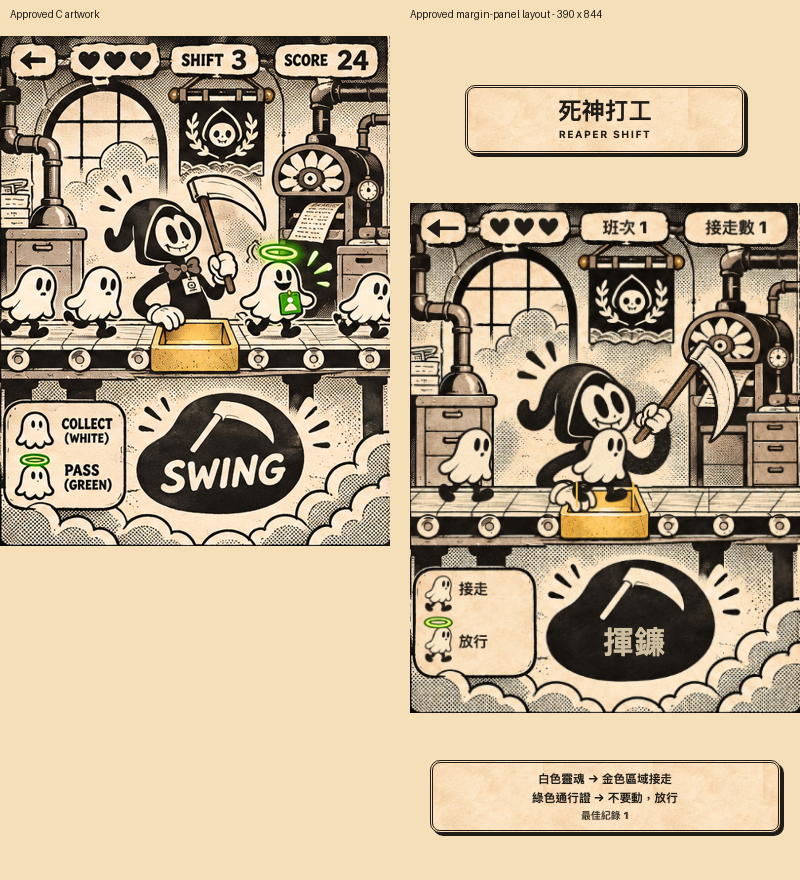 Approved C artwork
SHIFT 3
SCORE 24
COLLECT
(WHITE)
PASS
(GREEN)
SWING
Approved margin-panel layout - 390 x 844
死神打工
REAPER SHIFT
班次 1
接走數 1
接走
放行
揮鐮
白色靈魂 → 金色區域接走
綠色通行證 → 不要動，放行
最佳紀錄 1